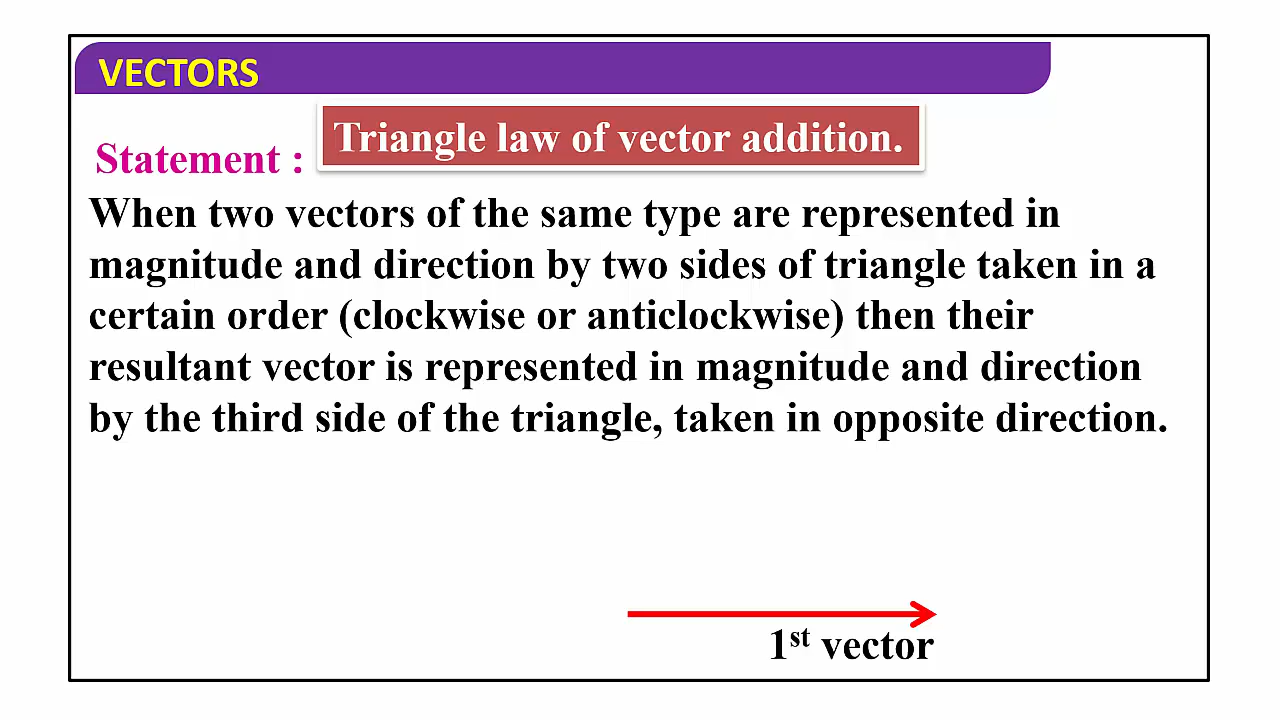 VECTORS
Triangle law of vector addition.
Statement :
When two vectors of the same type are represented in
magnitude and direction by two sides of triangle taken in a
certain order (clockwise or anticlockwise) then their
resultant vector is represented in magnitude and direction
by the third side of the triangle, taken in opposite direction.
1st vector